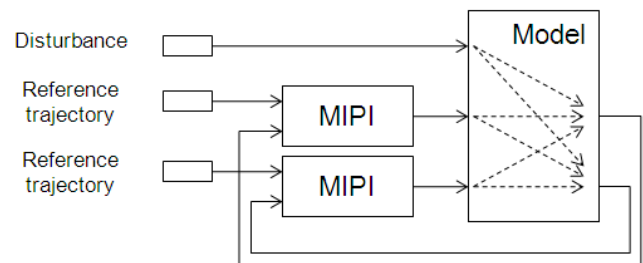 Disturbance
Model
Reference
trajectory
MIPI
Reference
trajectory
MIPI